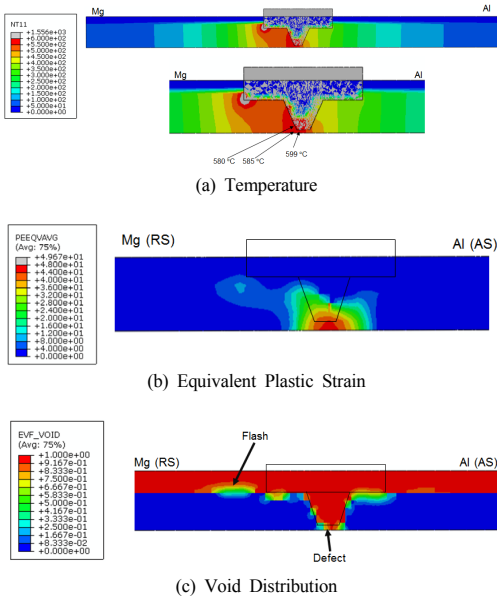 NT11
+1.556e+03
+6.000e+02
+5.500e+02
+5.000e+02
+4.500e+02
+4.000e+02
+3.500e+02
+3.000e+02
+2.500e+02
+2.000e+02
+1.500e+02
+1.000e+02
+5.000e+01
+0.000e+00
Mg
Al
Mg
Al
580 °C
585 °C
599 °C
(a) Temperature
PEEQVAVG
(Avg: 75%)
+4.967e+01
+4.800e+01
+4.400e+01
+4.000e+01
+3.600e+01
+3.200e+01
+2.800e+01
+2.400e+01
+2.000e+01
+1.600e+01
+1.200e+01
+8.000e+00
+4.000e+00
+0.000e+00
Mg (RS)
Al (AS)
(b) Equivalent Plastic Strain
EVF_VOID
(Avg: 75%)
+1.000e+00
+9.167e-01
+8.333e-01
+7.500e-01
+6.667e-01
+5.833e-01
+5.000e-01
+4.167e-01
+3.333e-01
+2.500e-01
+1.667e-01
+8.333e-02
+0.000e+00
Mg (RS)
Flash
Al (AS)
Defect
(c) Void Distribution